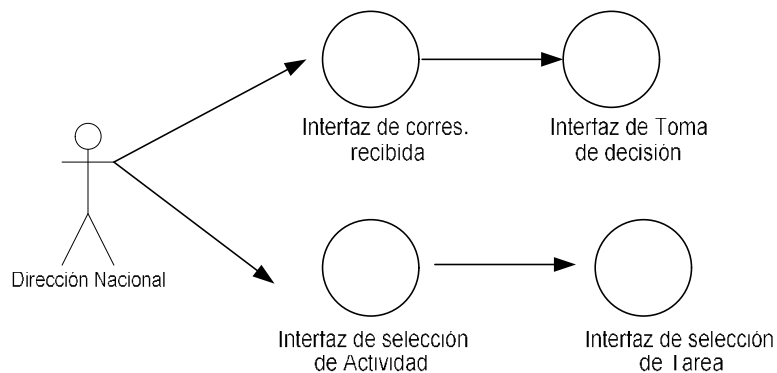 Interfaz de corres.
recibida
Interfaz de Toma
de decisión
Dirección Nacional
Interfaz de selección
de Actividad
Interfaz de selección
de Tarea